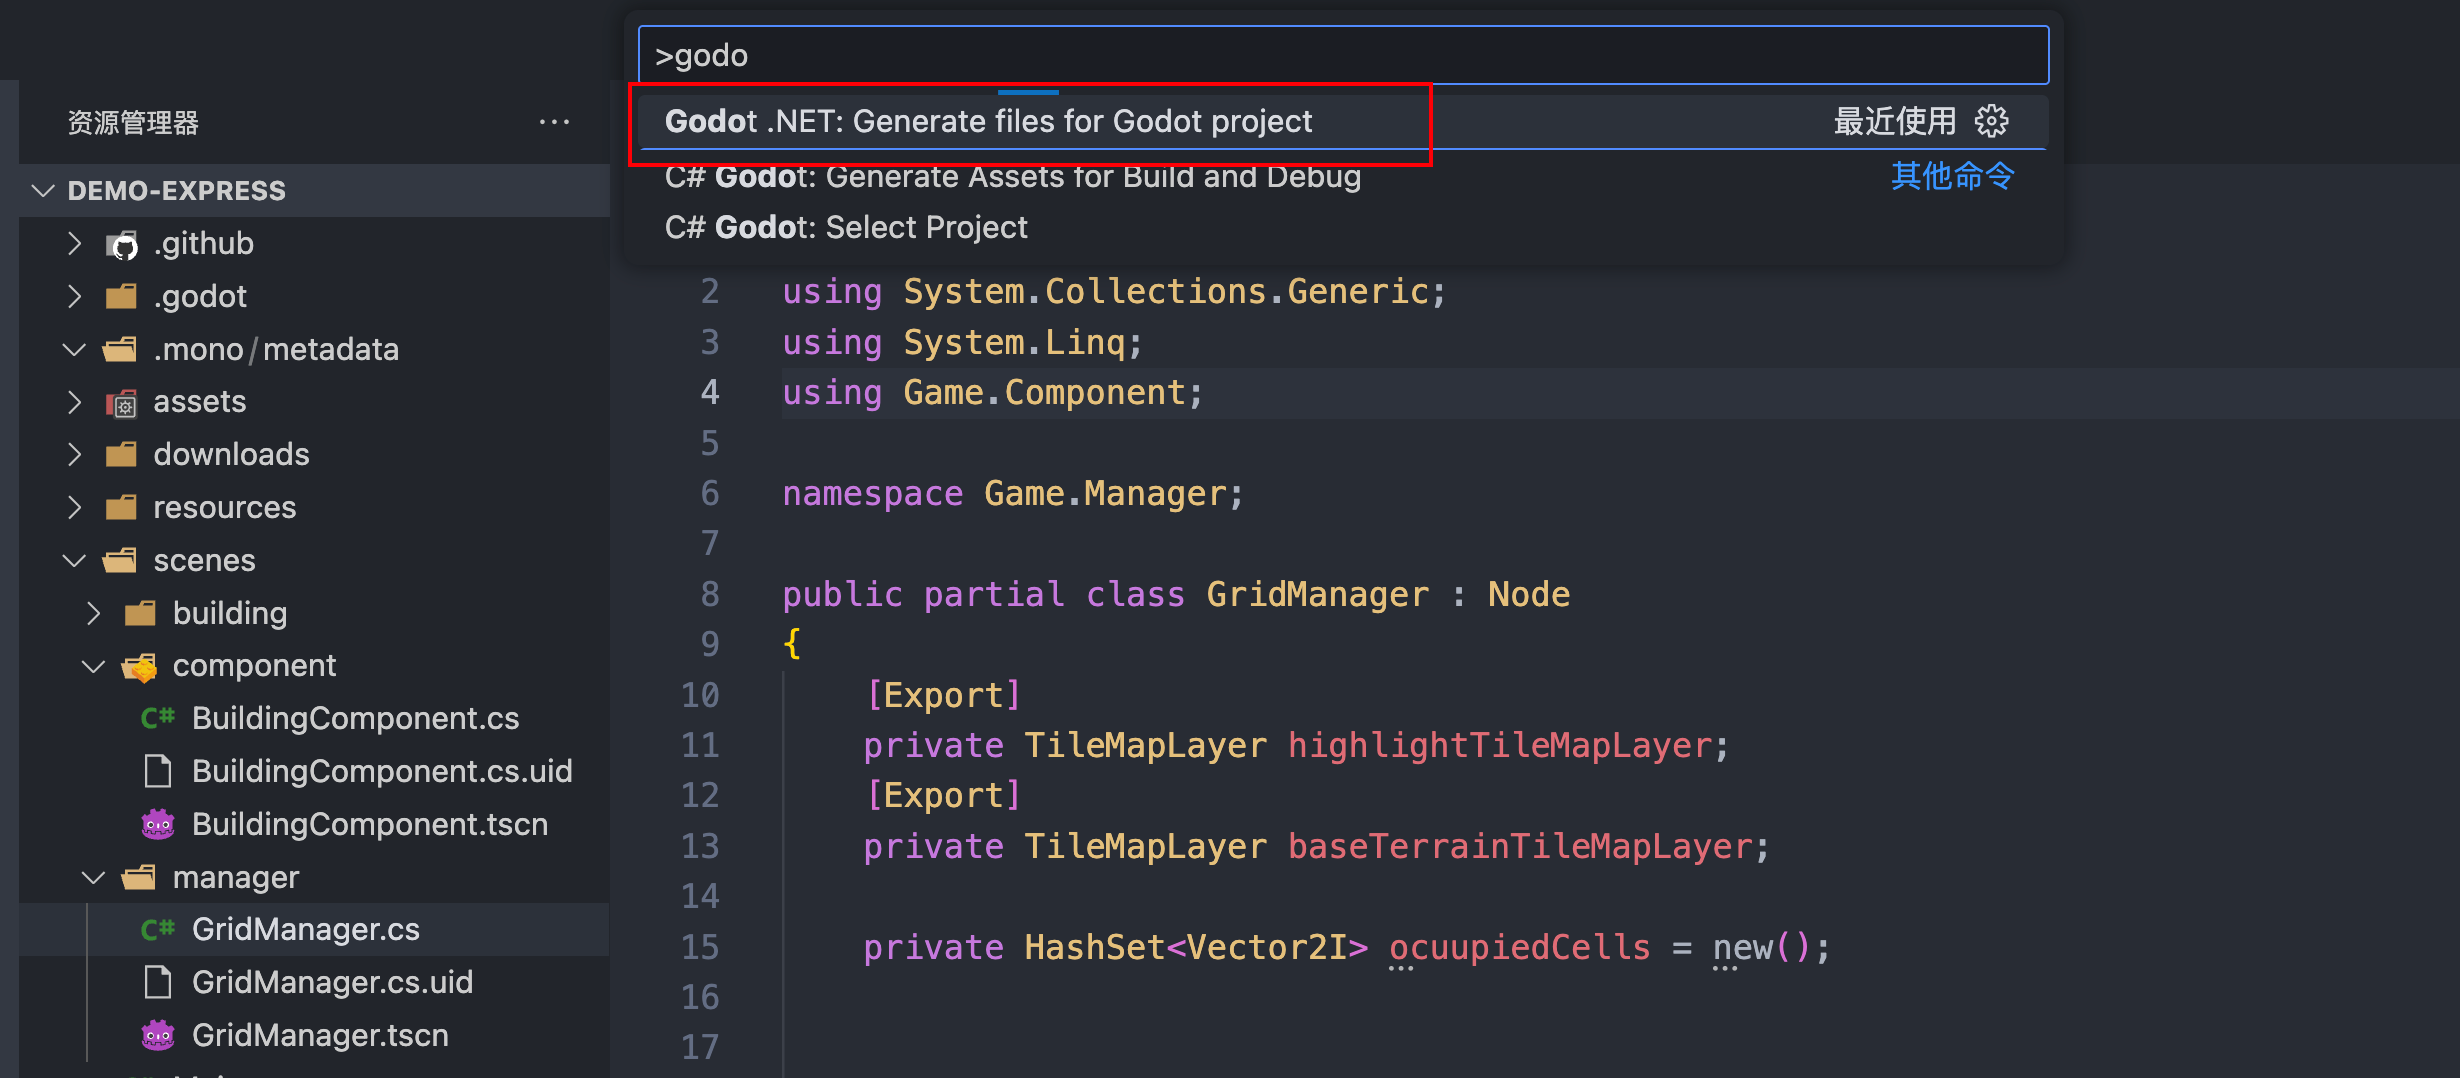 >godo
Godot .NET: Generate files for Godot project 最近使用
C# Godot: Generate Assets for Build and Debug 其他命令
C# Godot: Select Project
资源管理器 ...
DEMO-EXPRESS
.github
.godot
.mono/metadata
assets
downloads
resources
scenes
building
component
C# BuildingComponent.cs
BuildingComponent.cs.uid
BuildingComponent.tscn
manager
C# GridManager.cs
GridManager.cs.uid
GridManager.tscn
2 using System.Collections.Generic;
3 using System.Linq;
4 using Game.Component;
5
6 namespace Game.Manager;
7
8 public partial class GridManager : Node
9 {
10 [Export]
11 private TileMapLayer highlightTileMapLayer;
12 [Export]
13 private TileMapLayer baseTerrainTileMapLayer;
14
15 private HashSet<Vector2I> ocuupiedCells = new();
16
17